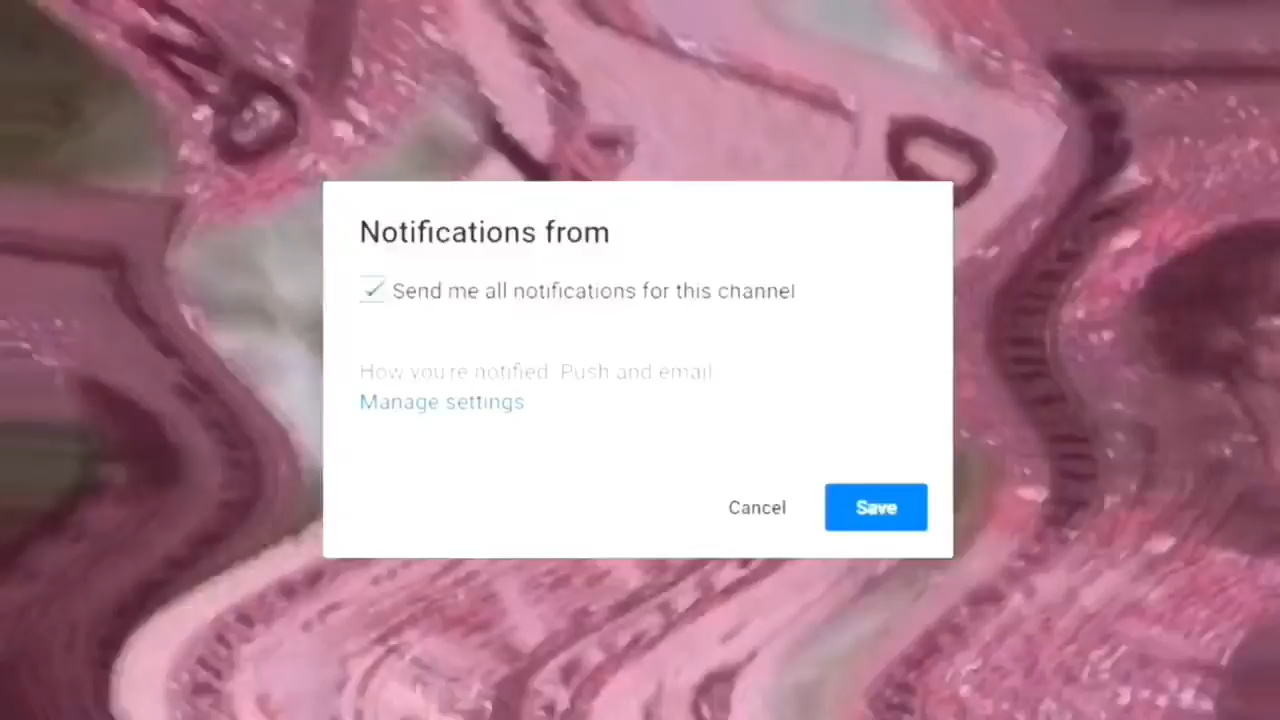 Notifications from
Send me all notifications for this channel
How you're notified Push and email
Manage settings
Cancel
Save